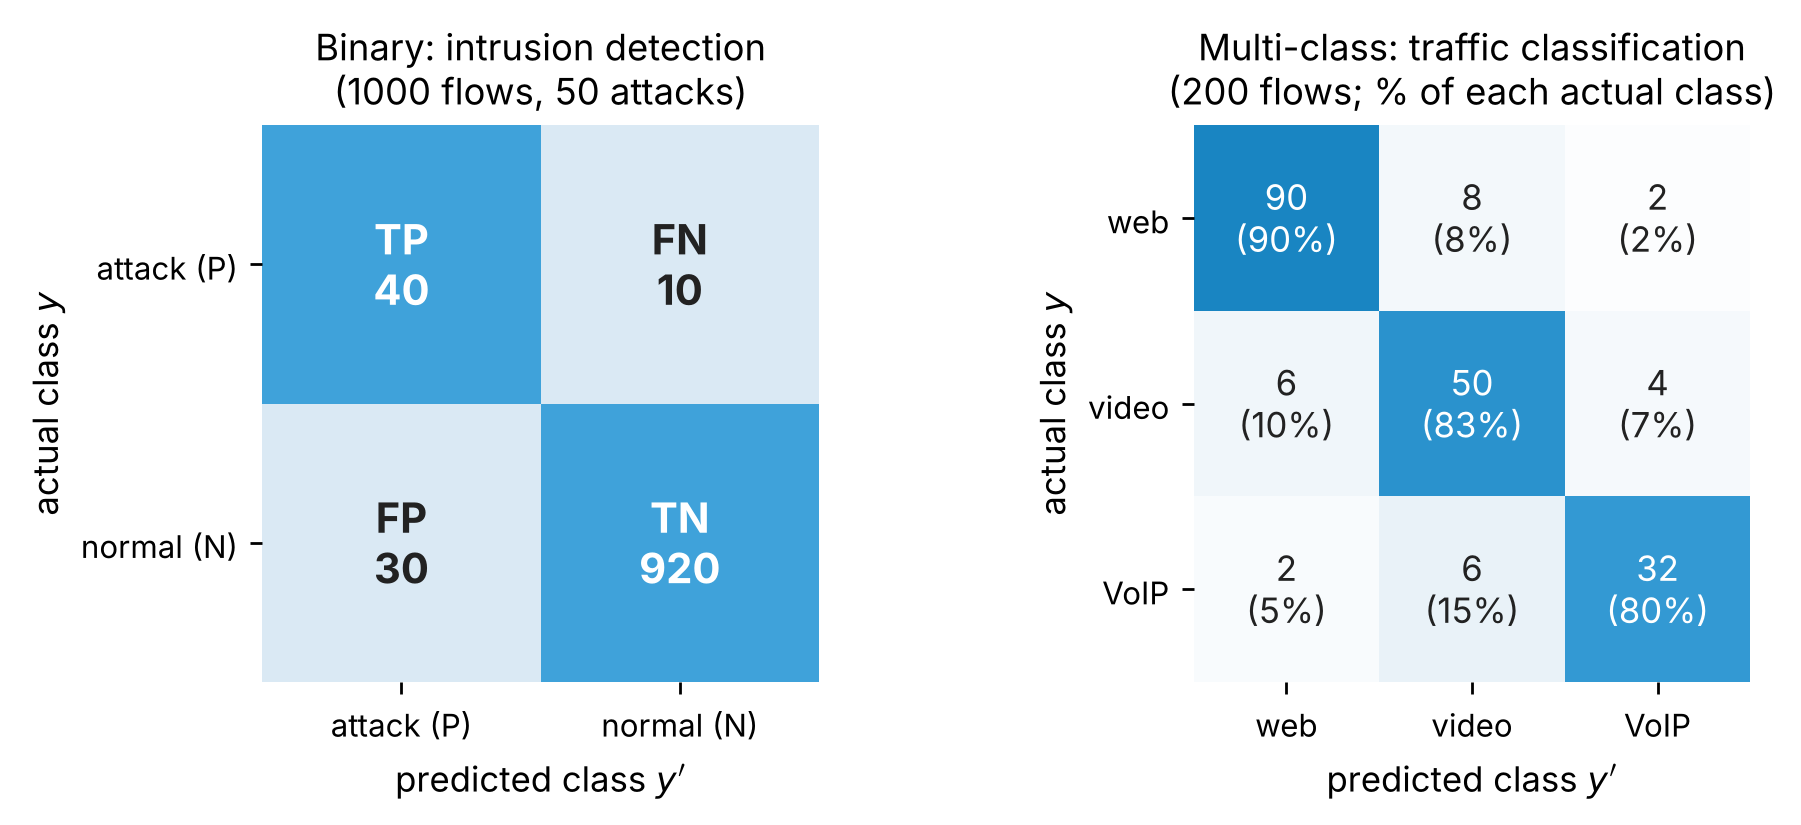 Binary: intrusion detection
(1000 flows, 50 attacks)
actual class y
attack (P)
normal (N)
TP
40
FN
10
FP
30
TN
920
attack (P)
normal (N)
predicted class y′
Multi-class: traffic classification
(200 flows; % of each actual class)
actual class y
web
video
VoIP
90
(90%)
8
(8%)
2
(2%)
6
(10%)
50
(83%)
4
(7%)
2
(5%)
6
(15%)
32
(80%)
web
video
VoIP
predicted class y′